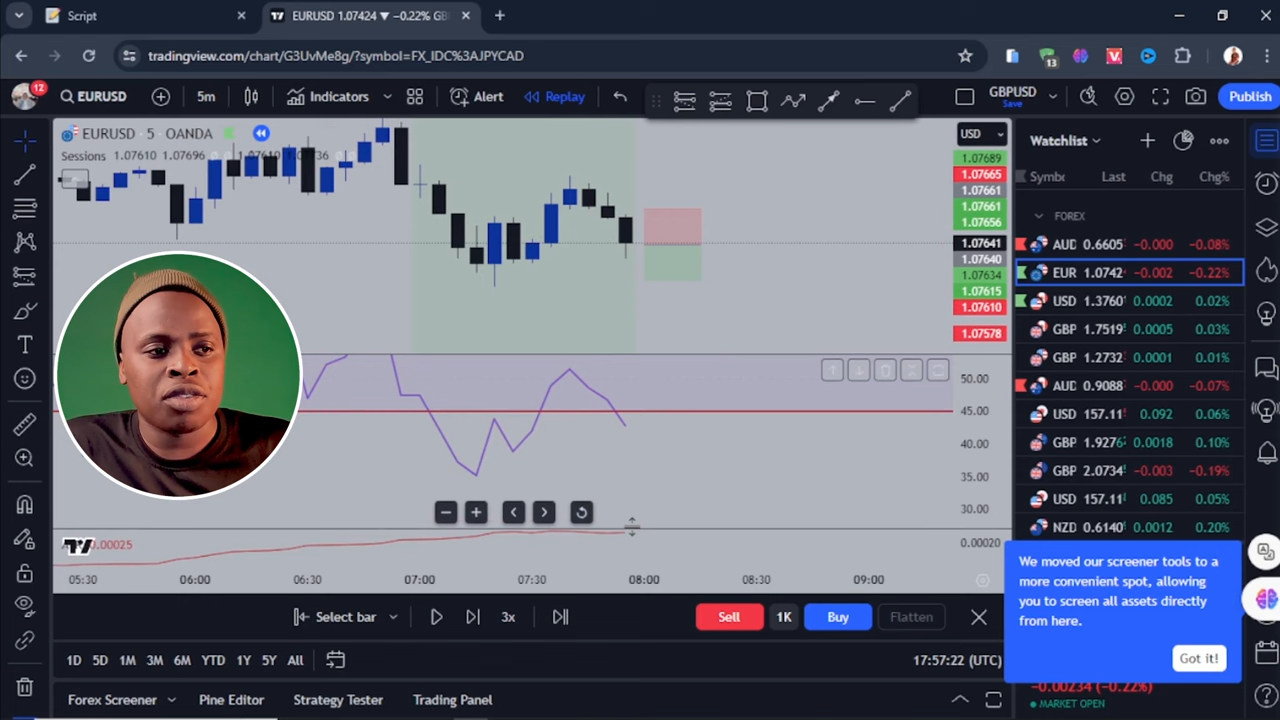 Script
EURUSD 1.07424 ▼ −0.22% GB
tradingview.com/chart/G3UvMe8g/?symbol=FX_IDC%3AJPYCAD
13
12
EURUSD
5m
Indicators
Alert
Replay
GBPUSD
Save
Publish
EURUSD · 5 · OANDA
Sessions 1.07610 1.07696
USD
1.07689
1.07665
1.07661
1.07661
1.07656
1.07641
1.07640
1.07634
1.07615
1.07610
1.07578
50.00
45.00
40.00
35.00
30.00
0.00025
0.00020
05:30 06:00 06:30 07:00 07:30 08:00 08:30 09:00
Select bar
3x
Sell
1K
Buy
Flatten
1D 5D 1M 3M 6M YTD 1Y 5Y All
17:57:22 (UTC)
Forex Screener
Pine Editor
Strategy Tester
Trading Panel
Watchlist
Symbc Last Chg Chg%
FOREX
AUD 0.6605 -0.000 −0.08%
EUR 1.0742 -0.002 −0.22%
USD 1.3760 0.0002 0.02%
GBP 1.7519 0.0005 0.03%
GBP 1.2732 0.0001 0.01%
AUD 0.9088 -0.000 −0.07%
USD 157.11 0.092 0.06%
GBP 1.9276 0.0018 0.10%
GBP 2.0734 -0.003 −0.19%
USD 157.11 0.085 0.05%
NZD 0.6140 0.0012 0.20%
We moved our screener tools to a
more convenient spot, allowing
you to screen all assets directly
from here.
Got it!
−0.00234 (−0.22%)
MARKET OPEN